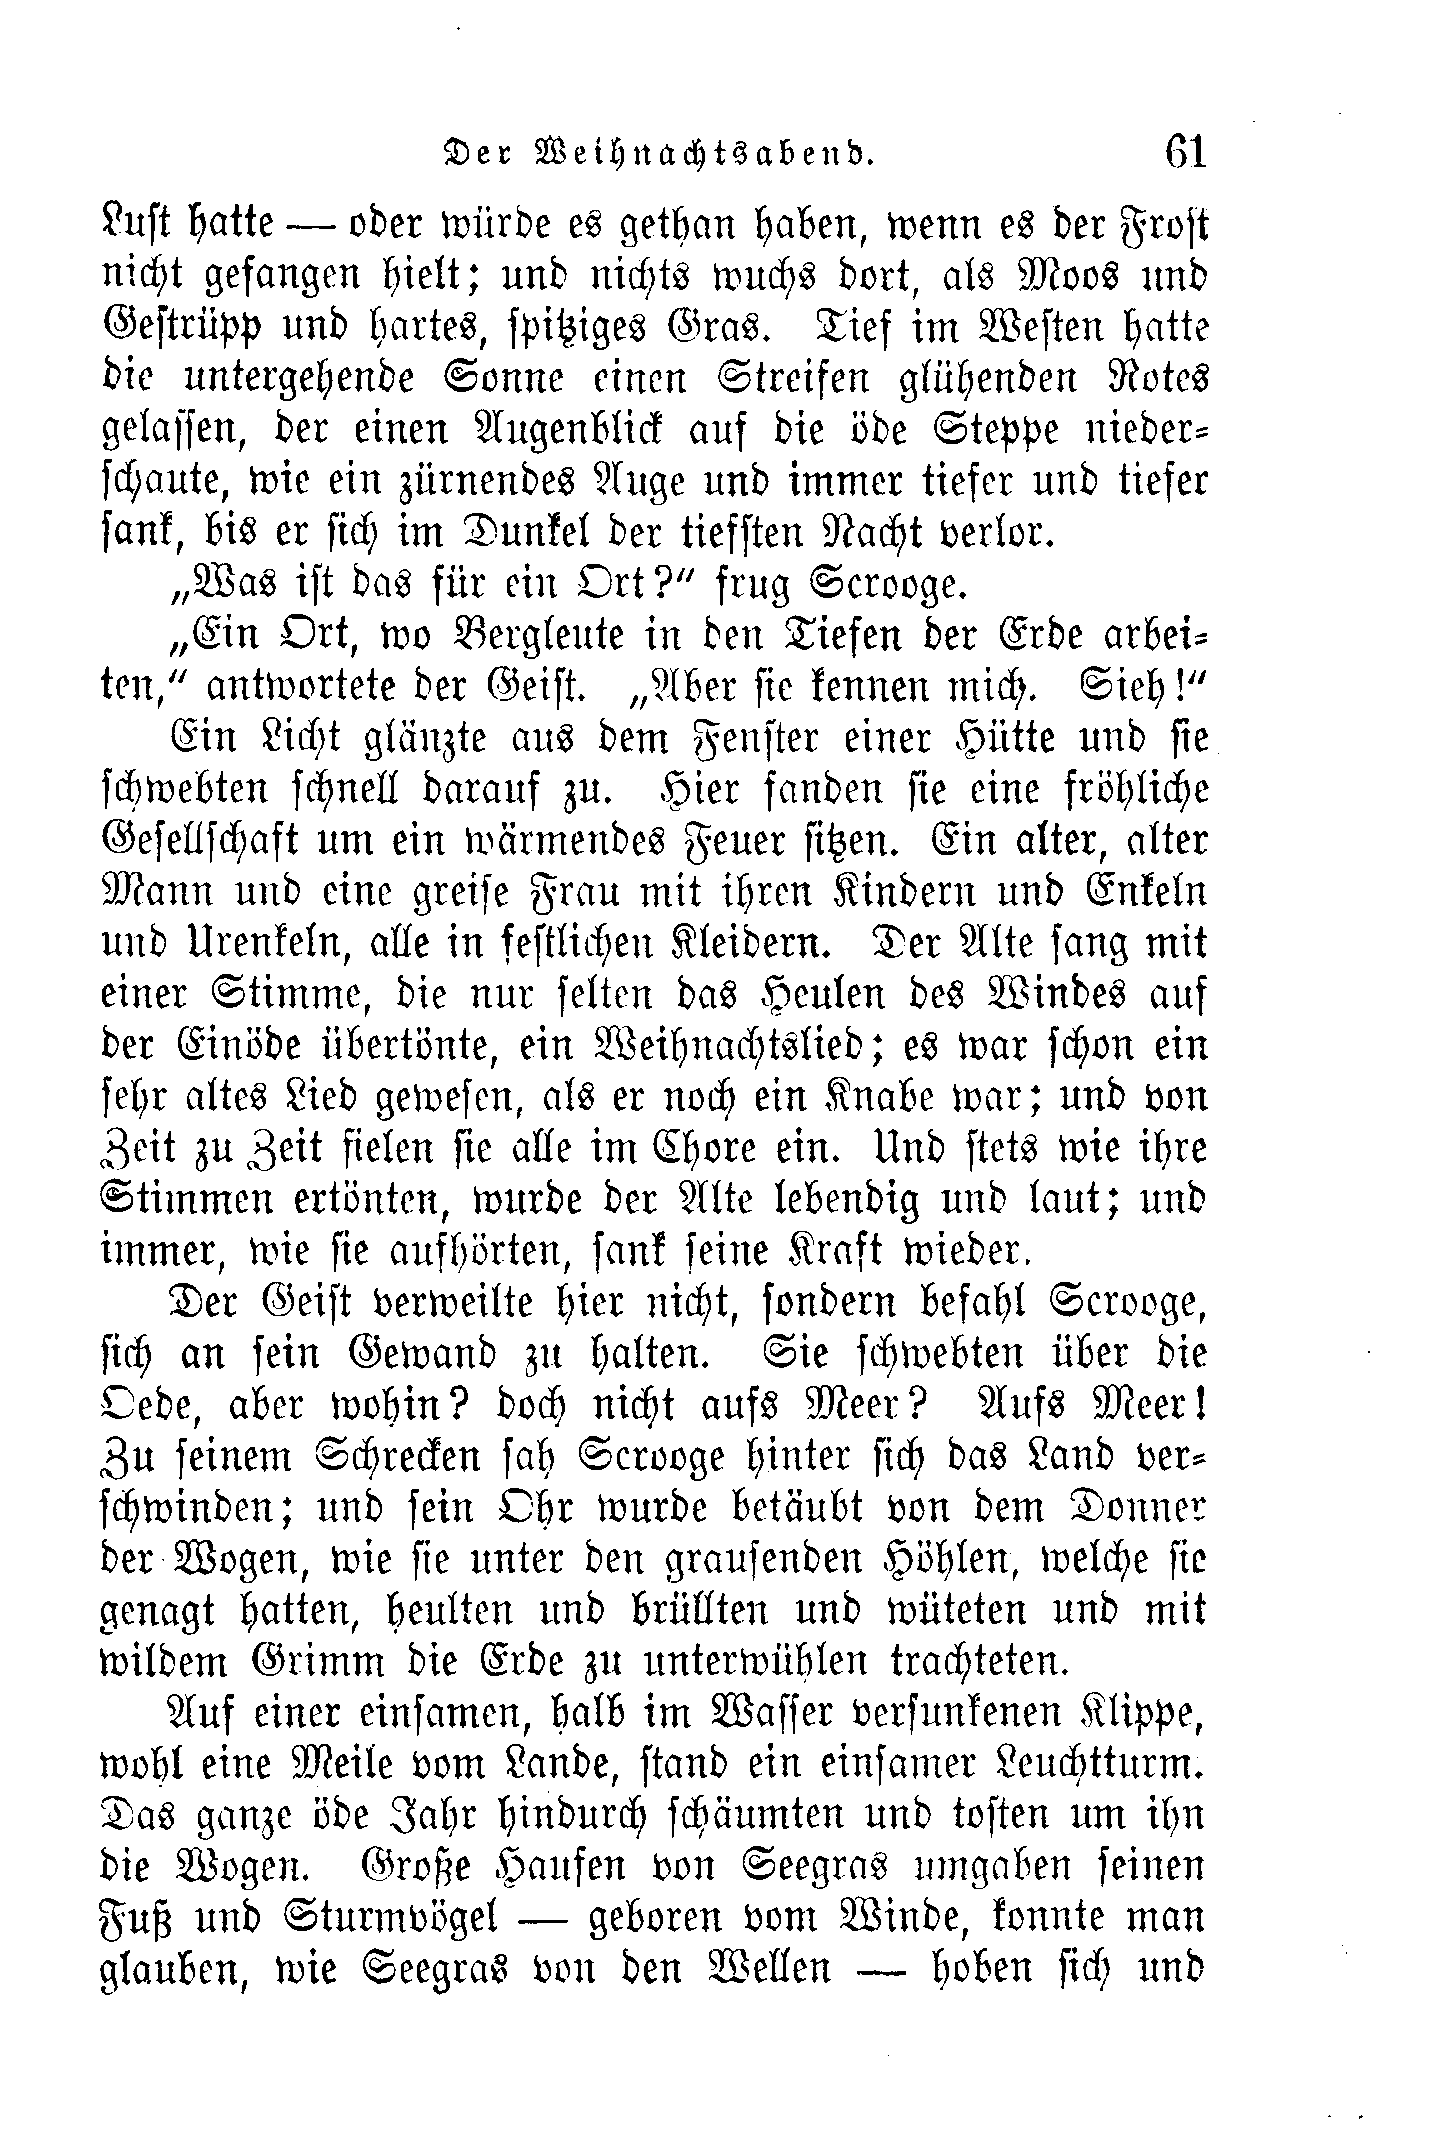 Der Weihnachtsabend. 61
Lust hatte — oder würde es gethan haben, wenn es der Frost
nicht gefangen hielt; und nichts wuchs dort, als Moos und
Gestrüpp und hartes, spitziges Gras. Tief im Westen hatte
die untergehende Sonne einen Streifen glühenden Rotes
gelassen, der einen Augenblick auf die öde Steppe nieder-
schaute, wie ein zürnendes Auge und immer tiefer und tiefer
sank, bis er sich im Dunkel der tiefsten Nacht verlor.
„Was ist das für ein Ort?“ frug Scrooge.
„Ein Ort, wo Bergleute in den Tiefen der Erde arbei-
ten,“ antwortete der Geist. „Aber sie kennen mich. Sieh!“
Ein Licht glänzte aus dem Fenster einer Hütte und sie
schwebten schnell darauf zu. Hier fanden sie eine fröhliche
Gesellschaft um ein wärmendes Feuer sitzen. Ein alter, alter
Mann und eine greise Frau mit ihren Kindern und Enkeln
und Urenkeln, alle in festlichen Kleidern. Der Alte sang mit
einer Stimme, die nur selten das Heulen des Windes auf
der Einöde übertönte, ein Weihnachtslied; es war schon ein
sehr altes Lied gewesen, als er noch ein Knabe war; und von
Zeit zu Zeit fielen sie alle im Chore ein. Und stets wie ihre
Stimmen ertönten, wurde der Alte lebendig und laut; und
immer, wie sie aufhörten, sank seine Kraft wieder.
Der Geist verweilte hier nicht, sondern befahl Scrooge,
sich an sein Gewand zu halten. Sie schwebten über die
Oede, aber wohin? doch nicht aufs Meer? Aufs Meer!
Zu seinem Schrecken sah Scrooge hinter sich das Land ver-
schwinden; und sein Ohr wurde betäubt von dem Donner
der Wogen, wie sie unter den grausenden Höhlen, welche sie
genagt hatten, heulten und brüllten und wüteten und mit
wildem Grimm die Erde zu unterwühlen trachteten.
Auf einer einsamen, halb im Wasser versunkenen Klippe,
wohl eine Meile vom Lande, stand ein einsamer Leuchtturm.
Das ganze öde Jahr hindurch schäumten und tosten um ihn
die Wogen. Große Haufen von Seegras umgaben seinen
Fuß und Sturmvögel — geboren vom Winde, konnte man
glauben, wie Seegras von den Wellen — hoben sich und